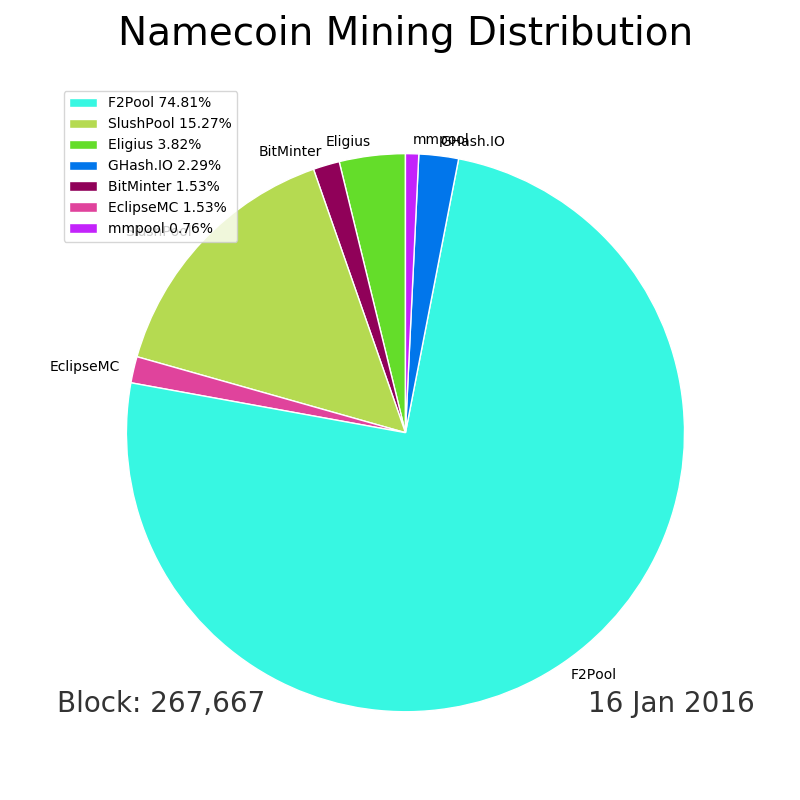 Namecoin Mining Distribution
F2Pool 74.81%
SlushPool 15.27%
Eligius 3.82%
GHash.IO 2.29%
BitMinter 1.53%
EclipseMC 1.53%
mmpool 0.76%
mmpool
GHash.IO
Eligius
BitMinter
SlushPool
EclipseMC
F2Pool
Block: 267,667
16 Jan 2016